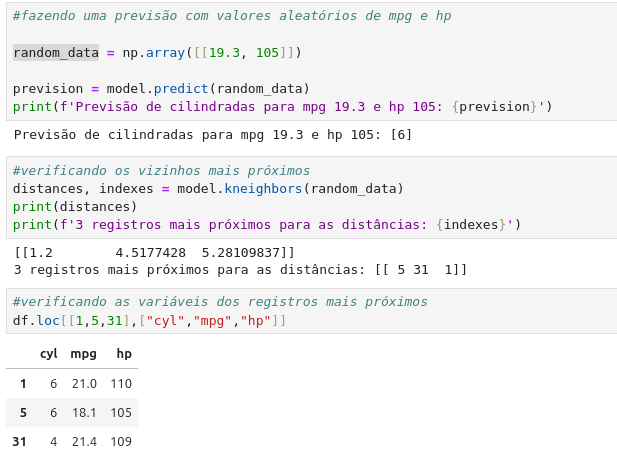 #fazendo uma previsão com valores aleatórios de mpg e hp
random_data = np.array([[19.3, 105]])
prevision = model.predict(random_data)
print(f'Previsão de cilindradas para mpg 19.3 e hp 105: {prevision}')
Previsão de cilindradas para mpg 19.3 e hp 105: [6]
#verificando os vizinhos mais próximos
distances, indexes = model.kneighbors(random_data)
print(distances)
print(f'3 registros mais próximos para as distâncias: {indexes}')
[[1.2        4.5177428  5.28109837]]
3 registros mais próximos para as distâncias: [[ 5 31  1]]
#verificando as variáveis dos registros mais próximos
df.loc[[1,5,31],["cyl","mpg","hp"]]
cyl mpg hp
1 6 21.0 110
5 6 18.1 105
31 4 21.4 109